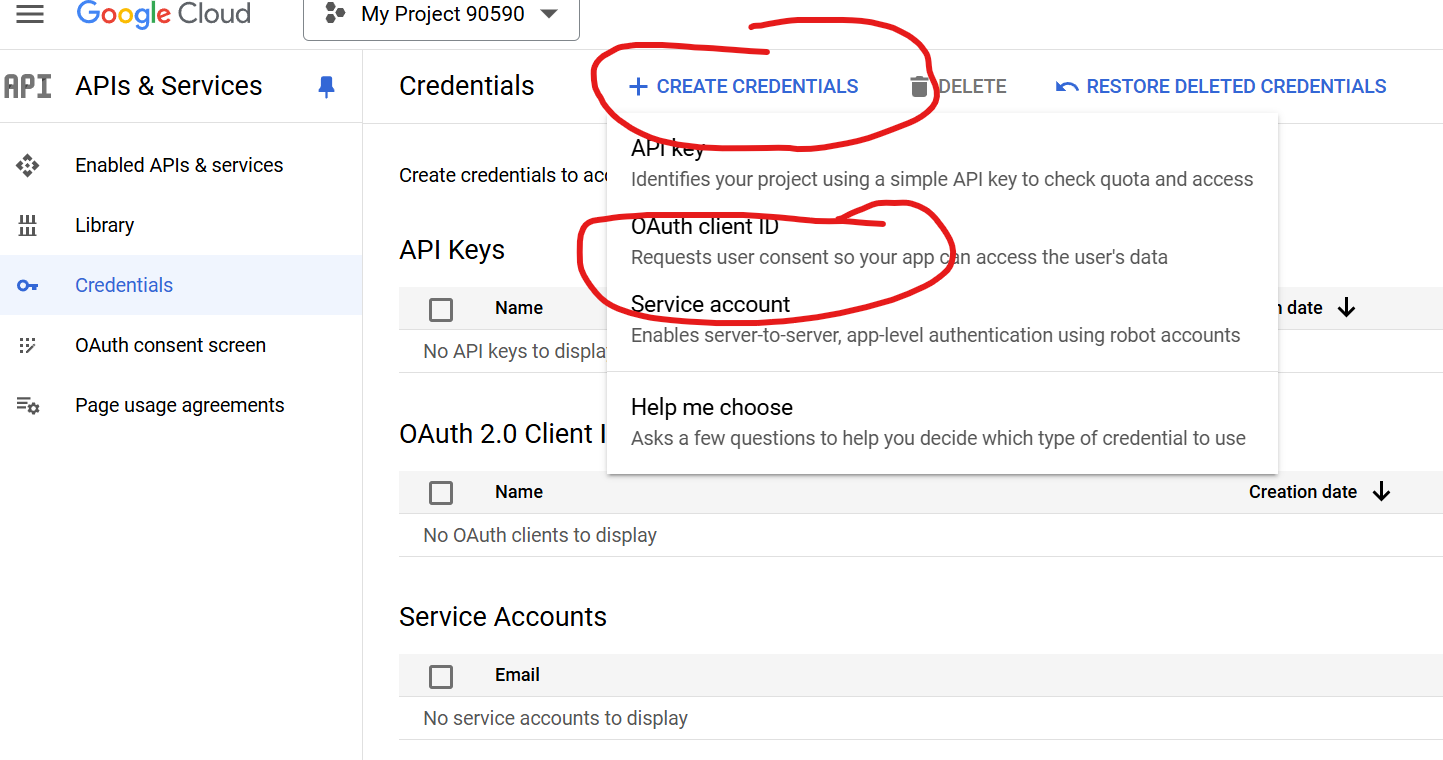 Google Cloud
My Project 90590
API APIs & Services
Credentials
+ CREATE CREDENTIALS
DELETE
RESTORE DELETED CREDENTIALS
Enabled APIs & services
Library
Credentials
OAuth consent screen
Page usage agreements
Create credentials to acc
API key
Identifies your project using a simple API key to check quota and access
OAuth client ID
Requests user consent so your app can access the user's data
Service account
Enables server-to-server, app-level authentication using robot accounts
Help me choose
Asks a few questions to help you decide which type of credential to use
API Keys
Name
n date
No API keys to displa
OAuth 2.0 Client I
Name
Creation date
No OAuth clients to display
Service Accounts
Email
No service accounts to display